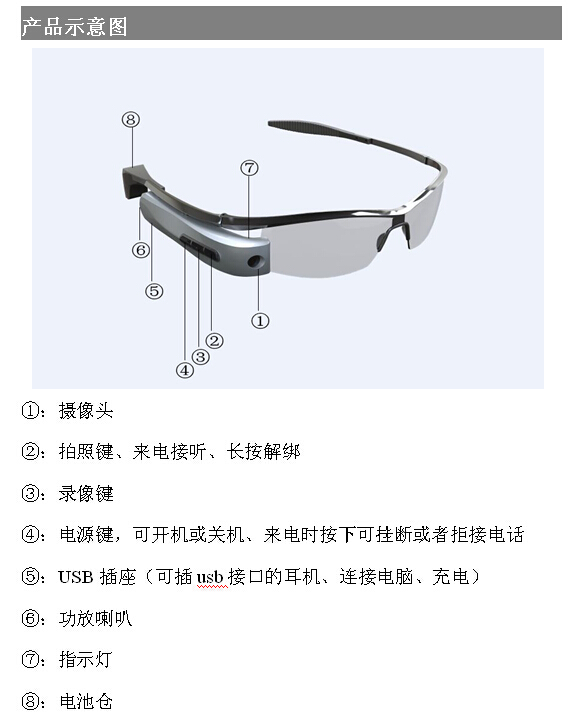 产品示意图
⑧
⑦
⑥
⑤
①
②
③
④
①：摄像头
②：拍照键、来电接听、长按解绑
③：录像键
④：电源键，可开机或关机、来电时按下可挂断或者拒接电话
⑤：USB 插座（可插 usb 接口的耳机、连接电脑、充电）
⑥：功放喇叭
⑦：指示灯
⑧：电池仓